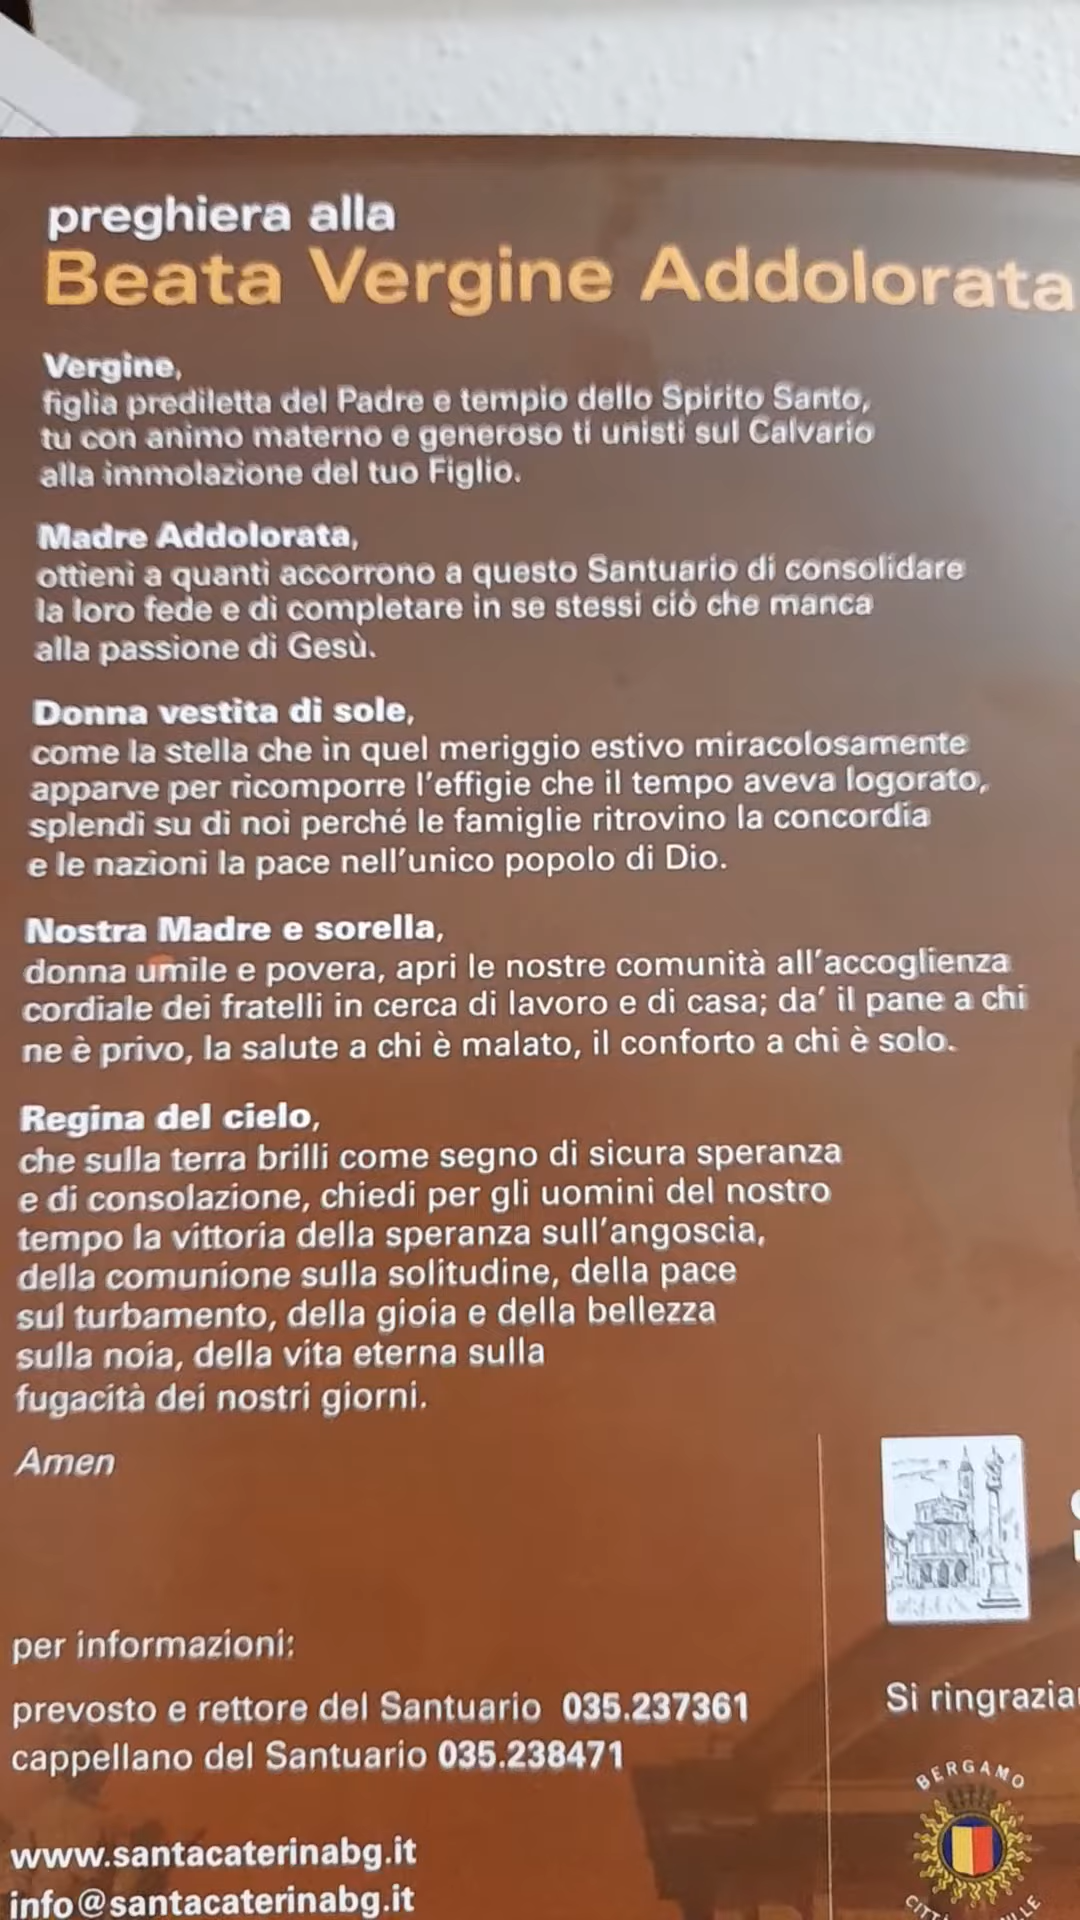 preghiera alla
Beata Vergine Addolorata
Vergine,
figlia prediletta del Padre e tempio dello Spirito Santo,
tu con animo materno e generoso ti unisti sul Calvario
alla immolazione del tuo Figlio.
Madre Addolorata,
ottieni a quanti accorrono a questo Santuario di consolidare
la loro fede e di completare in se stessi ciò che manca
alla passione di Gesù.
Donna vestita di sole,
come la stella che in quel meriggio estivo miracolosamente
apparve per ricomporre l'effigie che il tempo aveva logorato,
splendi su di noi perché le famiglie ritrovino la concordia
e le nazioni la pace nell'unico popolo di Dio.
Nostra Madre e sorella,
donna umile e povera, apri le nostre comunità all'accoglienza
cordiale dei fratelli in cerca di lavoro e di casa; da' il pane a chi
ne è privo, la salute a chi è malato, il conforto a chi è solo.
Regina del cielo,
che sulla terra brilli come segno di sicura speranza
e di consolazione, chiedi per gli uomini del nostro
tempo la vittoria della speranza sull'angoscia,
della comunione sulla solitudine, della pace
sul turbamento, della gioia e della bellezza
sulla noia, della vita eterna sulla
fugacità dei nostri giorni.
Amen
per informazioni:
prevosto e rettore del Santuario 035.237361
cappellano del Santuario 035.238471
www.santacaterinabg.it
info@santacaterinabg.it
Si ringrazia
BERGAMO